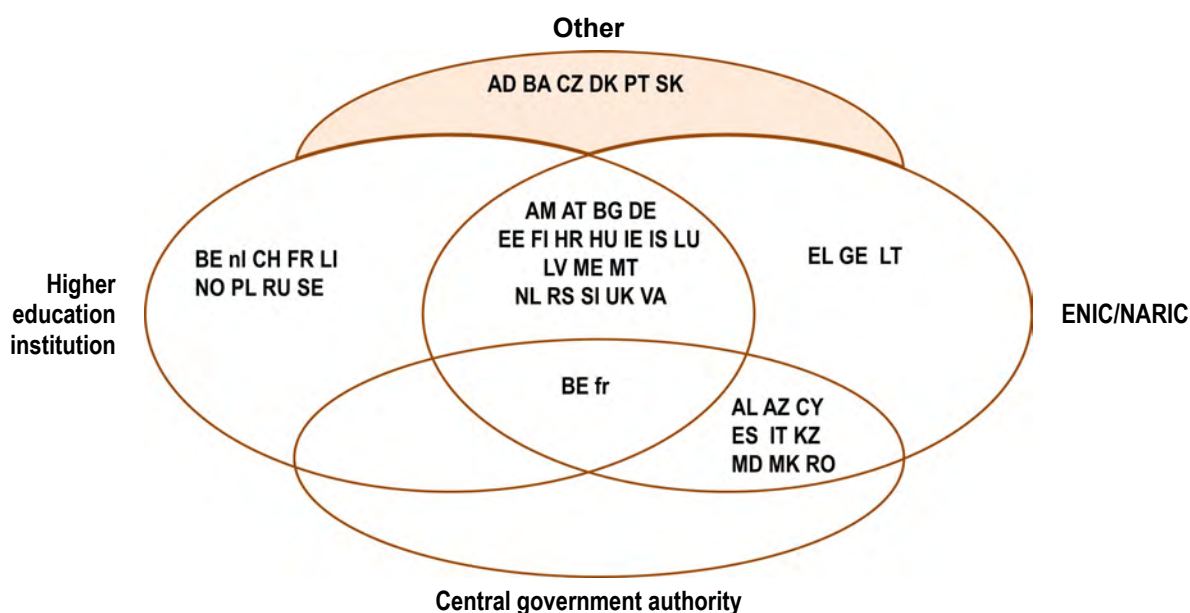 Other
AD BA CZ DK PT SK
AM AT BG DE
EE FI HR HU IE IS LU
LV ME MT
NL RS SI UK VA
BE nl CH FR LI
NO PL RU SE
EL GE LT
Higher
education
institution
ENIC/NARIC
BE fr
AL AZ CY
ES IT KZ
MD MK RO
Central government authority